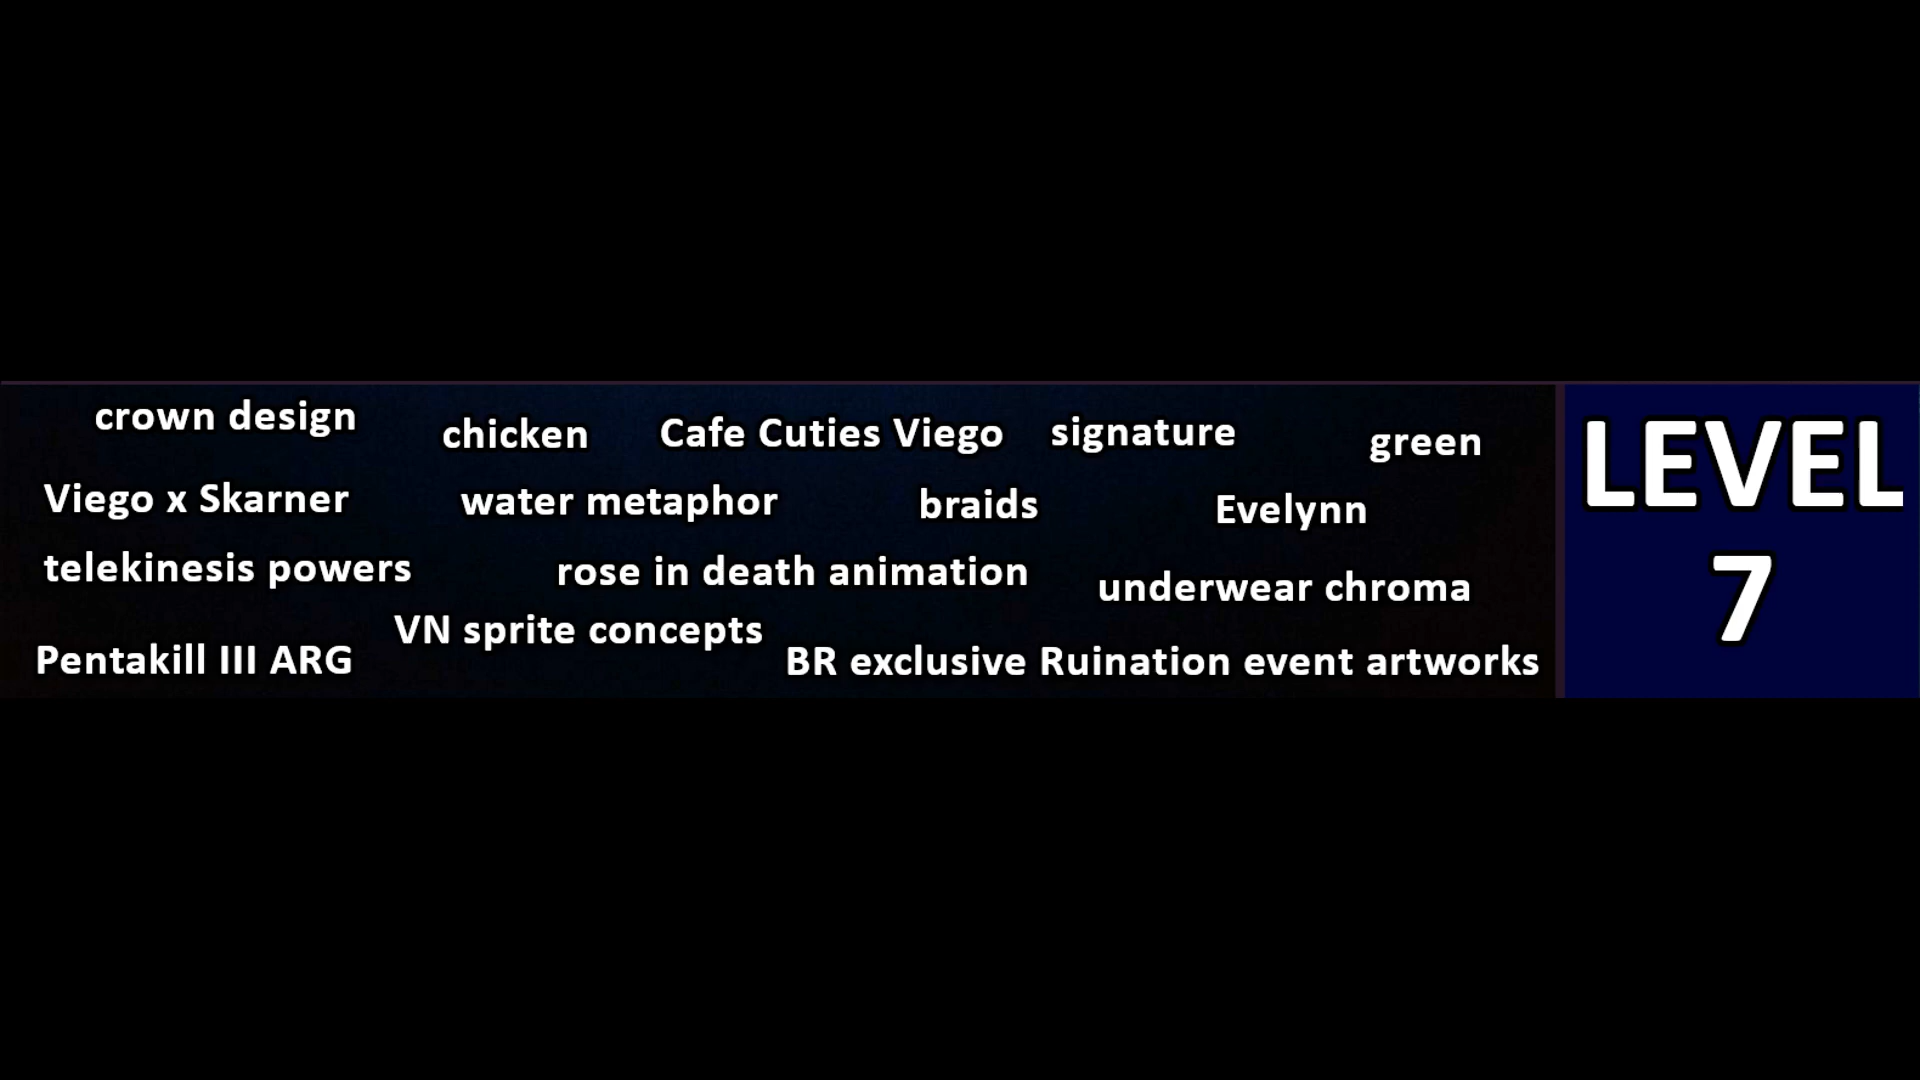 crown design
chicken
Cafe Cuties Viego
signature
green
Viego x Skarner
water metaphor
braids
Evelynn
telekinesis powers
rose in death animation
underwear chroma
VN sprite concepts
Pentakill III ARG
BR exclusive Ruination event artworks
LEVEL
7